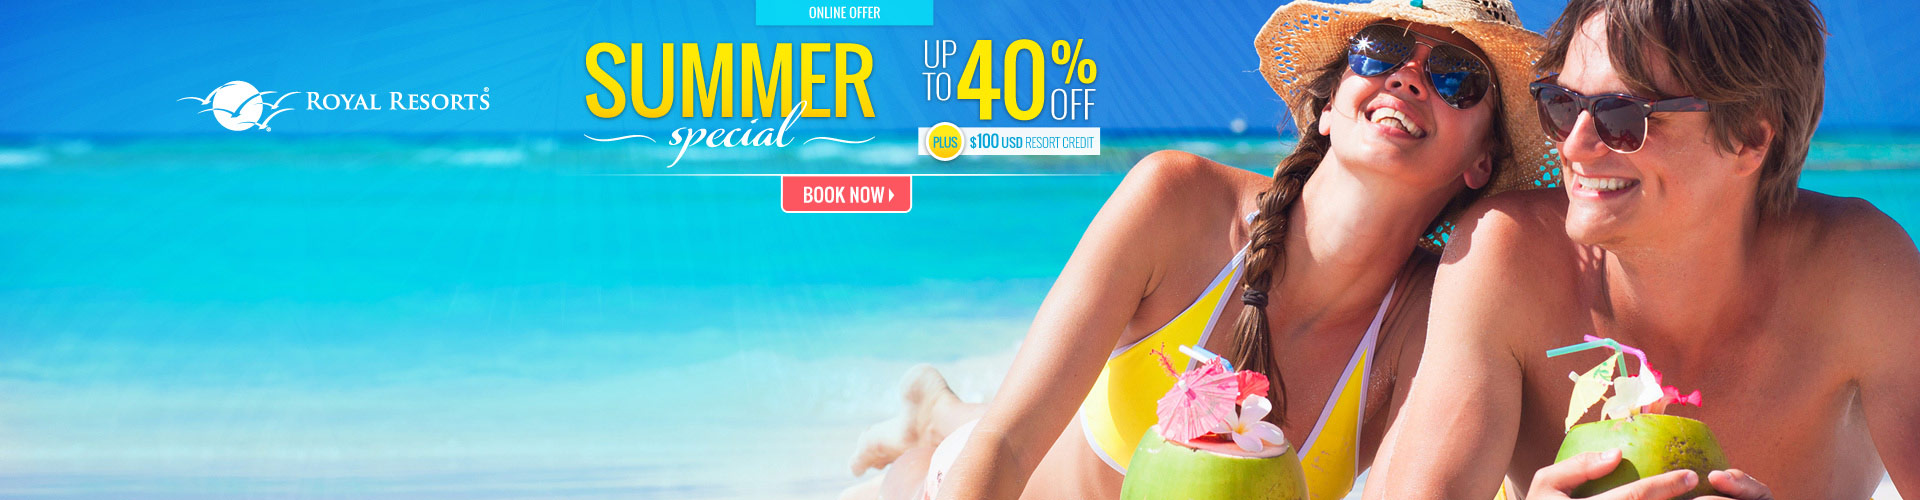 ONLINE OFFER
ROYAL RESORTS®
SUMMER
special
UP TO 40% OFF
PLUS $100 USD RESORT CREDIT
BOOK NOW